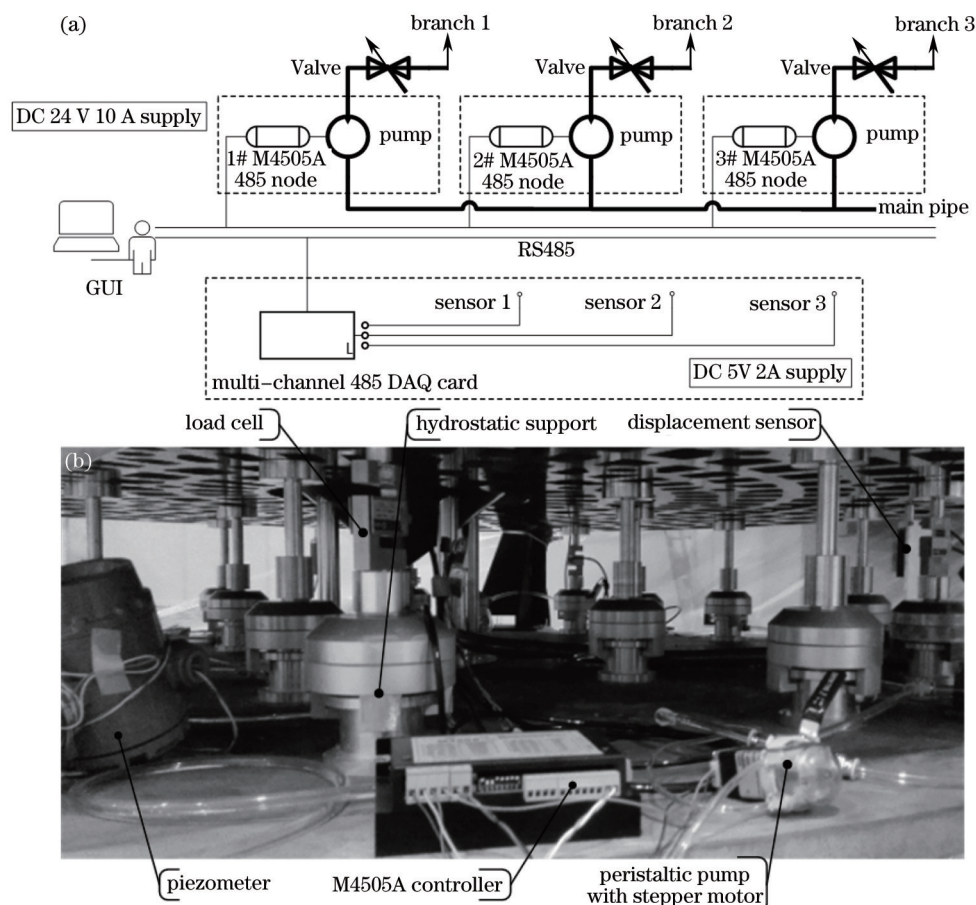 (a)
branch 1
branch 2
branch 3
Valve
Valve
Valve
DC 24 V 10 A supply
pump
pump
pump
1# M4505A
485 node
2# M4505A
485 node
3# M4505A
485 node
main pipe
RS485
GUI
sensor 1
sensor 2
sensor 3
multi-channel 485 DAQ card
DC 5V 2A supply
load cell
hydrostatic support
displacement sensor
(b)
piezometer
M4505A controller
peristaltic pump
with stepper motor